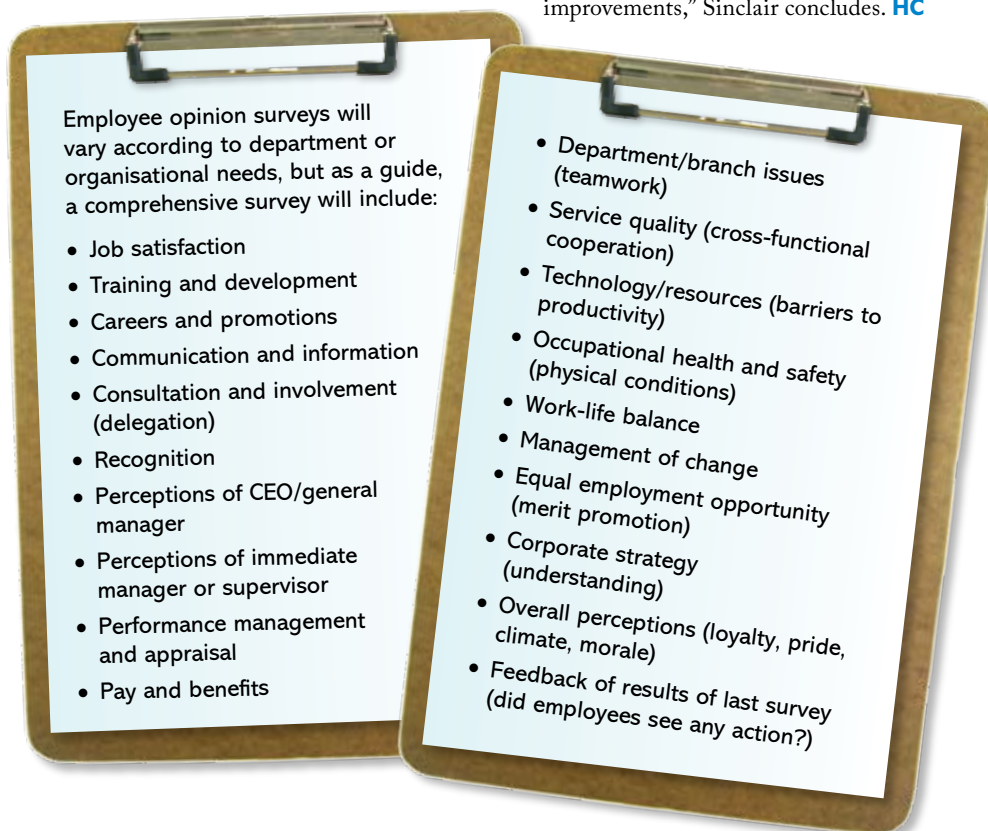 improvements,” Sinclair concludes. HC
Employee opinion surveys will
vary according to department or
organisational needs, but as a guide,
a comprehensive survey will include:
• Job satisfaction
• Training and development
• Careers and promotions
• Communication and information
• Consultation and involvement
(delegation)
• Recognition
• Perceptions of CEO/general
manager
• Perceptions of immediate
manager or supervisor
• Performance management
and appraisal
• Pay and benefits
• Department/branch issues
(teamwork)
• Service quality (cross-functional
cooperation)
• Technology/resources (barriers to
productivity)
• Occupational health and safety
(physical conditions)
• Work-life balance
• Management of change
• Equal employment opportunity
(merit promotion)
• Corporate strategy
(understanding)
• Overall perceptions (loyalty, pride,
climate, morale)
• Feedback of results of last survey
(did employees see any action?)